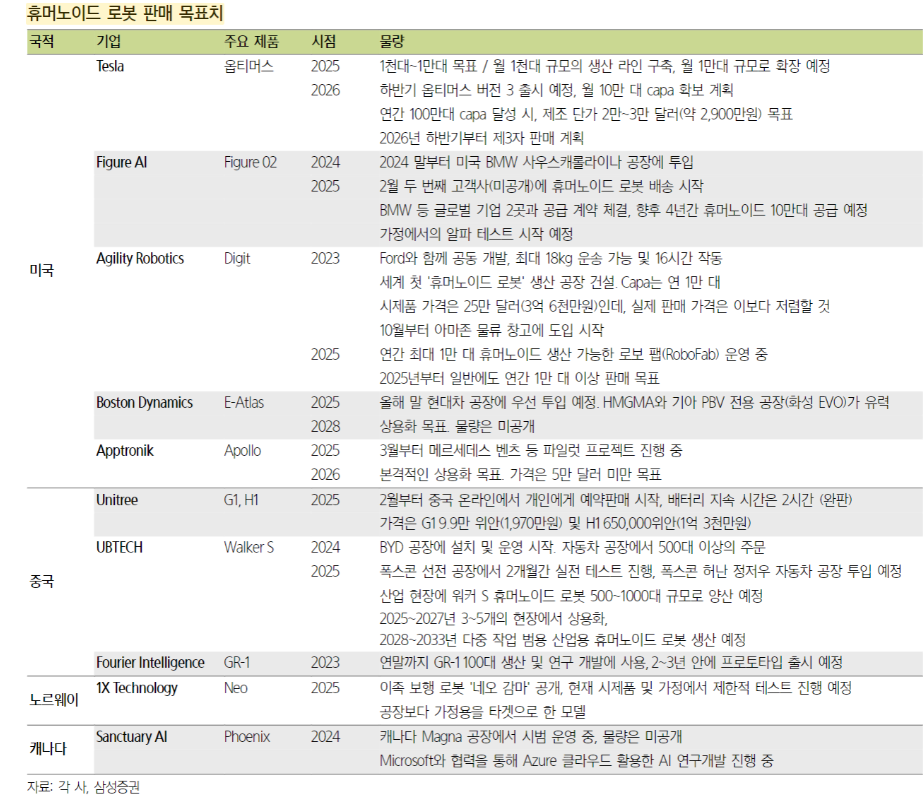 휴머노이드 로봇 판매 목표치
국적 기업 주요 제품 시점 물량
미국
Tesla 옵티머스 2025 1천대~1만대 목표 / 월 1천대 규모의 생산 라인 구축, 월 1만대 규모로 확장 예정
2026 하반기 옵티머스 버전 3 출시 예정, 월 10만 대 capa 확보 계획
연간 100만대 capa 달성 시, 제조 단가 2만~3만 달러(약 2,900만원) 목표
2026년 하반기부터 제3자 판매 계획
Figure AI Figure 02 2024 2024 말부터 미국 BMW 사우스캐롤라이나 공장에 투입
2025 2월 두 번째 고객사(미공개)에 휴머노이드 로봇 배송 시작
BMW 등 글로벌 기업 2곳과 공급 계약 체결, 향후 4년간 휴머노이드 10만대 공급 예정
가정에서의 알파 테스트 시작 예정
Agility Robotics Digit 2023 Ford와 함께 공동 개발, 최대 18kg 운송 가능 및 16시간 작동
세계 첫 '휴머노이드 로봇' 생산 공장 건설. Capa는 연 1만 대
시제품 가격은 25만 달러(3억 6천만원)인데, 실제 판매 가격은 이보다 저렴할 것
10월부터 아마존 물류 창고에 도입 시작
2025 연간 최대 1만 대 휴머노이드 생산 가능한 로보 팹(RoboFab) 운영 중
2025년부터 일반에도 연간 1만 대 이상 판매 목표
Boston Dynamics E-Atlas 2025 올해 말 현대차 공장에 우선 투입 예정. HMGMA와 기아 PBV 전용 공장(화성 EVO)가 유력
2028 상용화 목표. 물량은 미공개
Apptronik Apollo 2025 3월부터 메르세데스 벤츠 등 파일럿 프로젝트 진행 중
2026 본격적인 상용화 목표. 가격은 5만 달러 미만 목표
중국
Unitree G1, H1 2025 2월부터 중국 온라인에서 개인에게 예약판매 시작, 배터리 지속 시간은 2시간 (완판)
가격은 G1 9.9만 위안(1,970만원) 및 H1 650,000위안(1억 3천만원)
UBTECH Walker S 2024 BYD 공장에 설치 및 운영 시작. 자동차 공장에서 500대 이상의 주문
2025 폭스콘 선전 공장에서 2개월간 실전 테스트 진행, 폭스콘 허난 정저우 자동차 공장 투입 예정
산업 현장에 워커 S 휴머노이드 로봇 500~1000대 규모로 양산 예정
2025~2027년 3~5개의 현장에서 상용화,
2028~2033년 다중 작업 범용 산업용 휴머노이드 로봇 생산 예정
Fourier Intelligence GR-1 2023 연말까지 GR-1 100대 생산 및 연구 개발에 사용, 2~3년 안에 프로토타입 출시 예정
노르웨이
1X Technology Neo 2025 이족 보행 로봇 '네오 감마' 공개, 현재 시제품 및 가정에서 제한적 테스트 진행 예정
공장보다 가정용을 타겟으로 한 모델
캐나다
Sanctuary AI Phoenix 2024 캐나다 Magna 공장에서 시범 운영 중, 물량은 미공개
Microsoft와 협력을 통해 Azure 클라우드 활용한 AI 연구개발 진행 중
자료: 각 사, 삼성증권